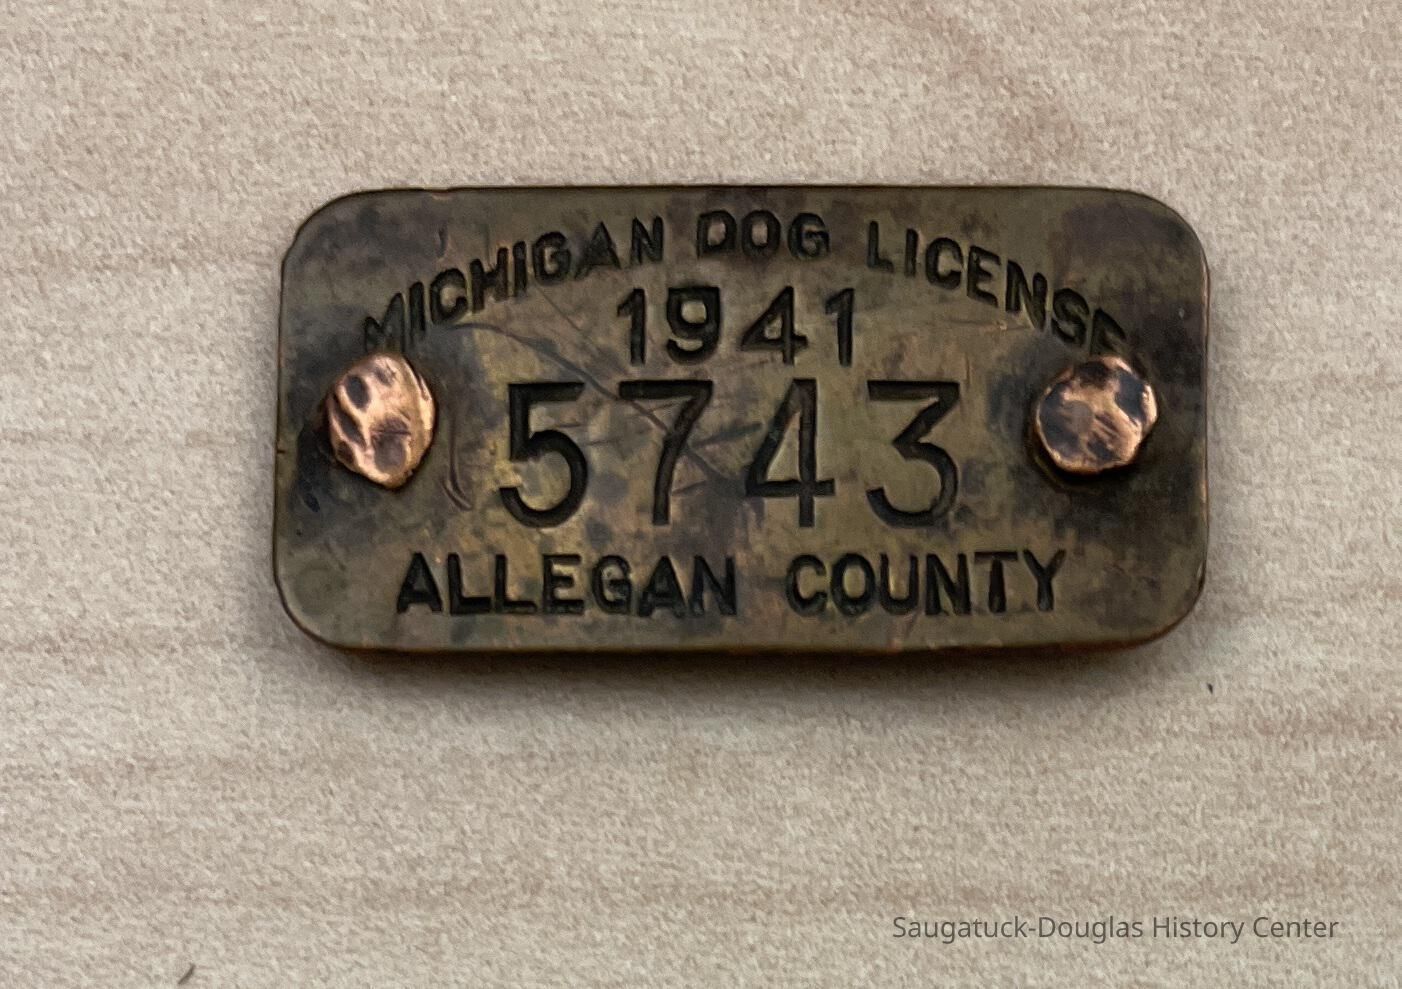 MICHIGAN DOG LICENSE
1941
5743
ALLEGAN COUNTY
Saugatuck-Douglas History Center